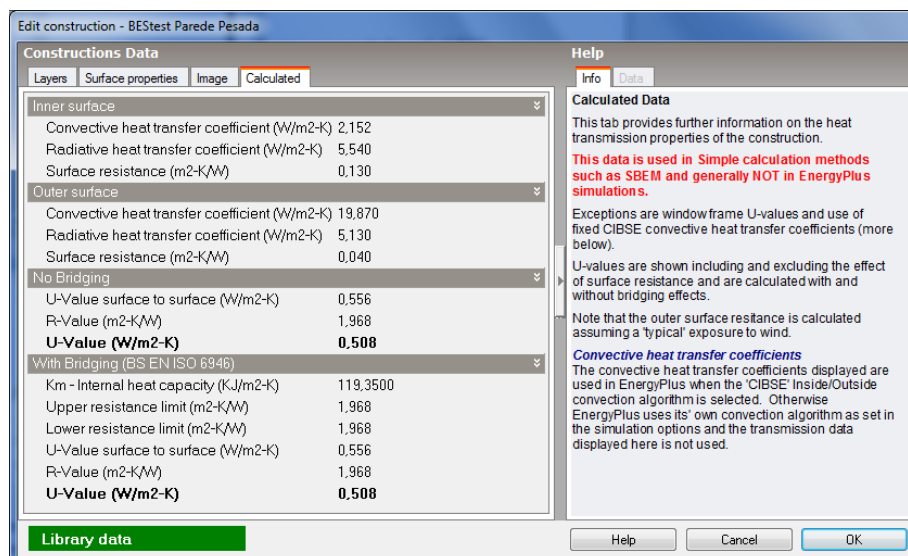 Edit construction - BEStest Parede Pesada
Constructions Data
Layers Surface properties Image Calculated
Inner surface
Convective heat transfer coefficient (W/m2-K) 2,152
Radiative heat transfer coefficient (W/m2-K) 5,540
Surface resistance (m2-K/W) 0,130
Outer surface
Convective heat transfer coefficient (W/m2-K) 19,870
Radiative heat transfer coefficient (W/m2-K) 5,130
Surface resistance (m2-K/W) 0,040
No Bridging
U-Value surface to surface (W/m2-K) 0,556
R-Value (m2-K/W) 1,968
U-Value (W/m2-K) 0,508
With Bridging (BS EN ISO 6946)
Km - Internal heat capacity (KJ/m2-K) 119,3500
Upper resistance limit (m2-K/W) 1,968
Lower resistance limit (m2-K/W) 1,968
U-Value surface to surface (W/m2-K) 0,556
R-Value (m2-K/W) 1,968
U-Value (W/m2-K) 0,508
Library data
Help
Info Data
Calculated Data
This tab provides further information on the heat
transmission properties of the construction.
This data is used in Simple calculation methods
such as SBEM and generally NOT in EnergyPlus
simulations.
Exceptions are window frame U-values and use of
fixed CIBSE convective heat transfer coefficients (more
below).
U-values are shown including and excluding the effect
of surface resistance and are calculated with and
without bridging effects.
Note that the outer surface resitance is calculated
assuming a 'typical' exposure to wind.
Convective heat transfer coefficients
The convective heat transfer coefficients displayed are
used in EnergyPlus when the 'CIBSE' Inside/Outside
convection algorithm is selected. Otherwise
EnergyPlus uses its' own convection algorithm as set in
the simulation options and the transmission data
displayed here is not used.
Help Cancel OK